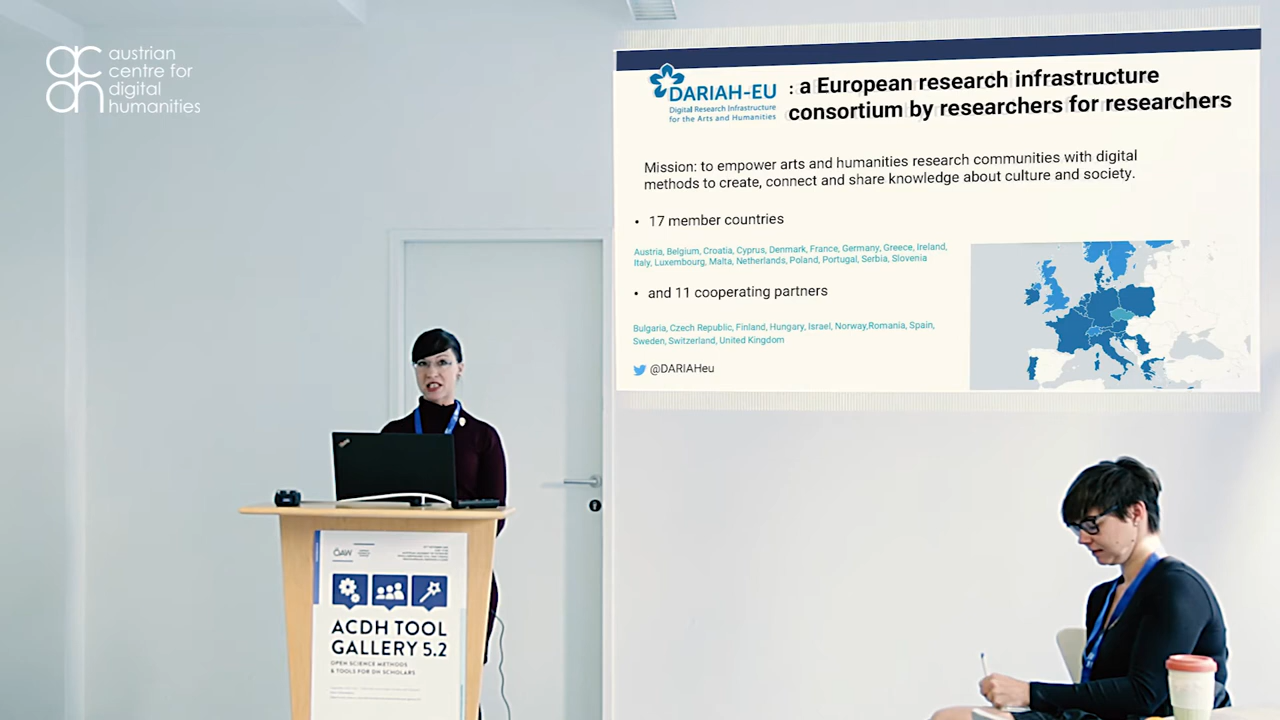 austrian
centre for
digital
humanities
DARIAH-EU
Digital Research Infrastructure
for the Arts and Humanities
: a European research infrastructure
consortium by researchers for researchers
Mission: to empower arts and humanities research communities with digital
methods to create, connect and share knowledge about culture and society.
• 17 member countries
Austria, Belgium, Croatia, Cyprus, Denmark, France, Germany, Greece, Ireland,
Italy, Luxembourg, Malta, Netherlands, Poland, Portugal, Serbia, Slovenia
• and 11 cooperating partners
Bulgaria, Czech Republic, Finland, Hungary, Israel, Norway,Romania, Spain,
Sweden, Switzerland, United Kingdom
@DARIAHeu
ÖAW
ACDH TOOL
GALLERY 5.2
OPEN SCIENCE METHODS
& TOOLS FOR DH SCHOLARS